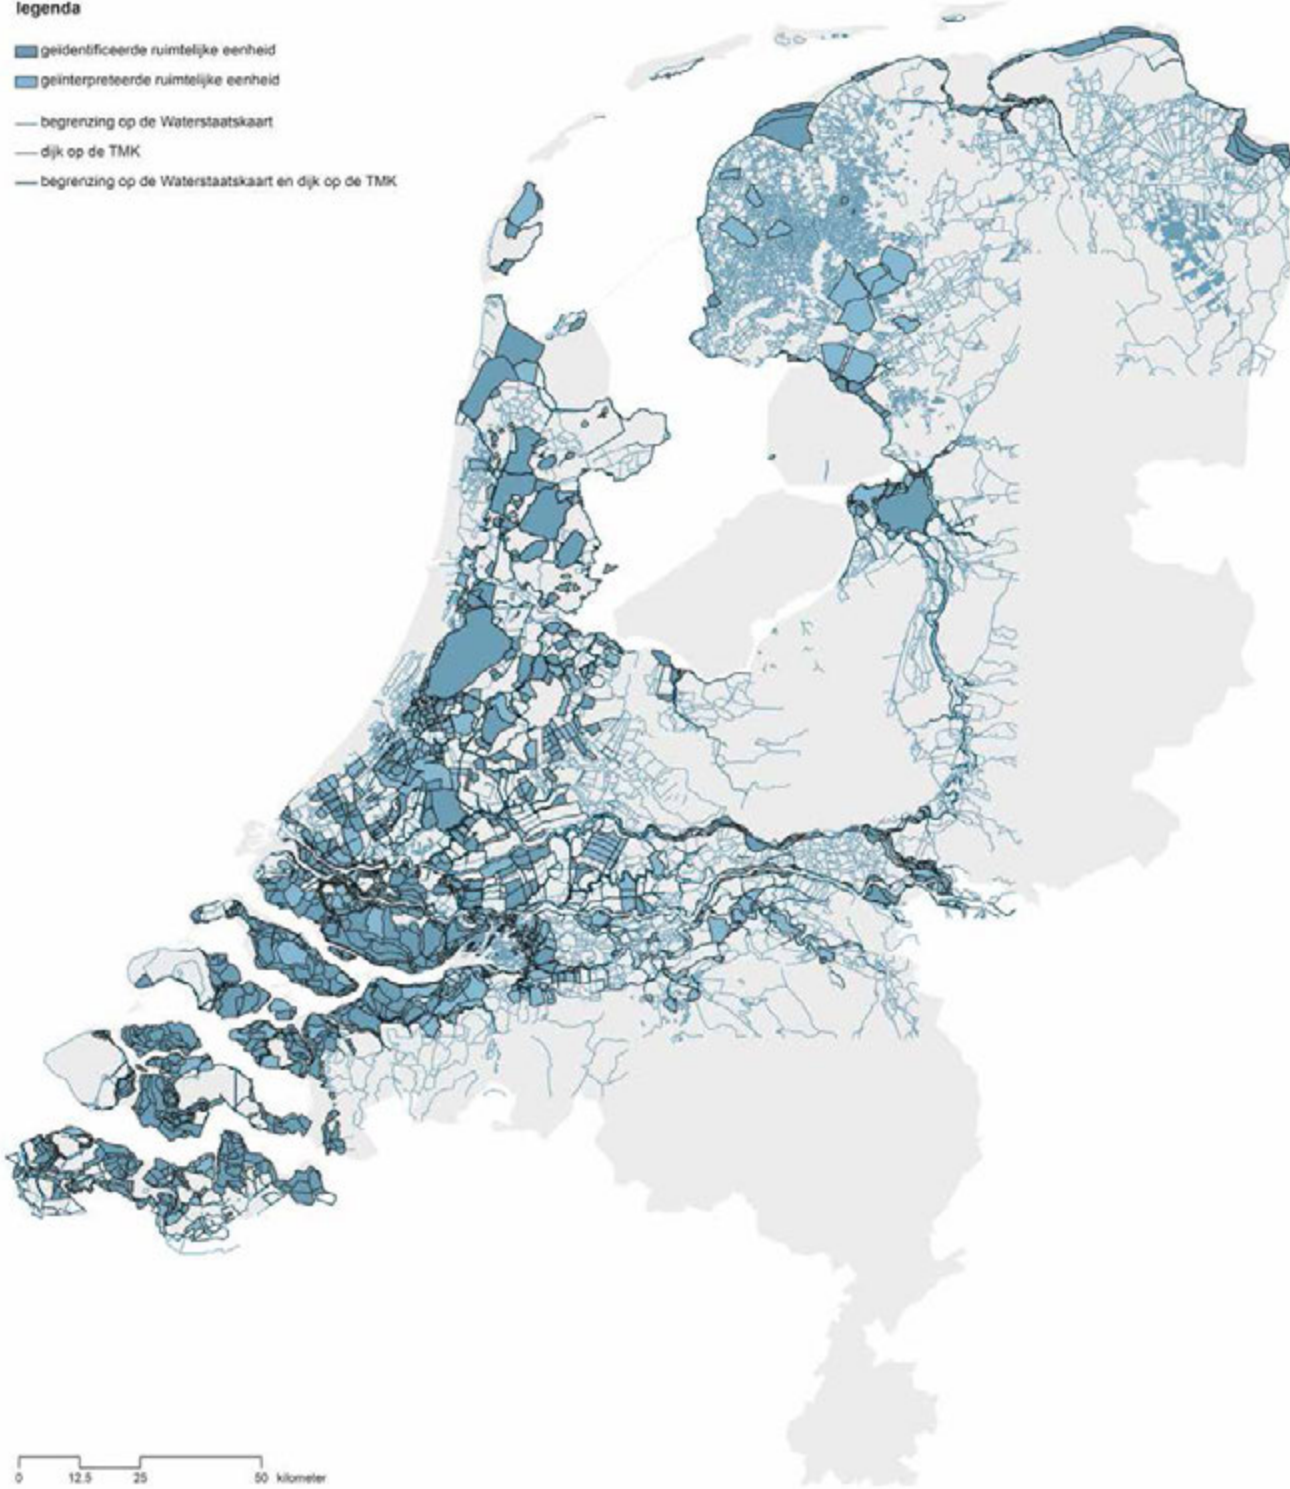 legenda
geïdentificeerde ruimtelijke eenheid
geïnterpreteerde ruimtelijke eenheid
begrenzing op de Waterstaatskaart
dijk op de TMK
begrenzing op de Waterstaatskaart en dijk op de TMK
0 12.5 25 50 kilometer